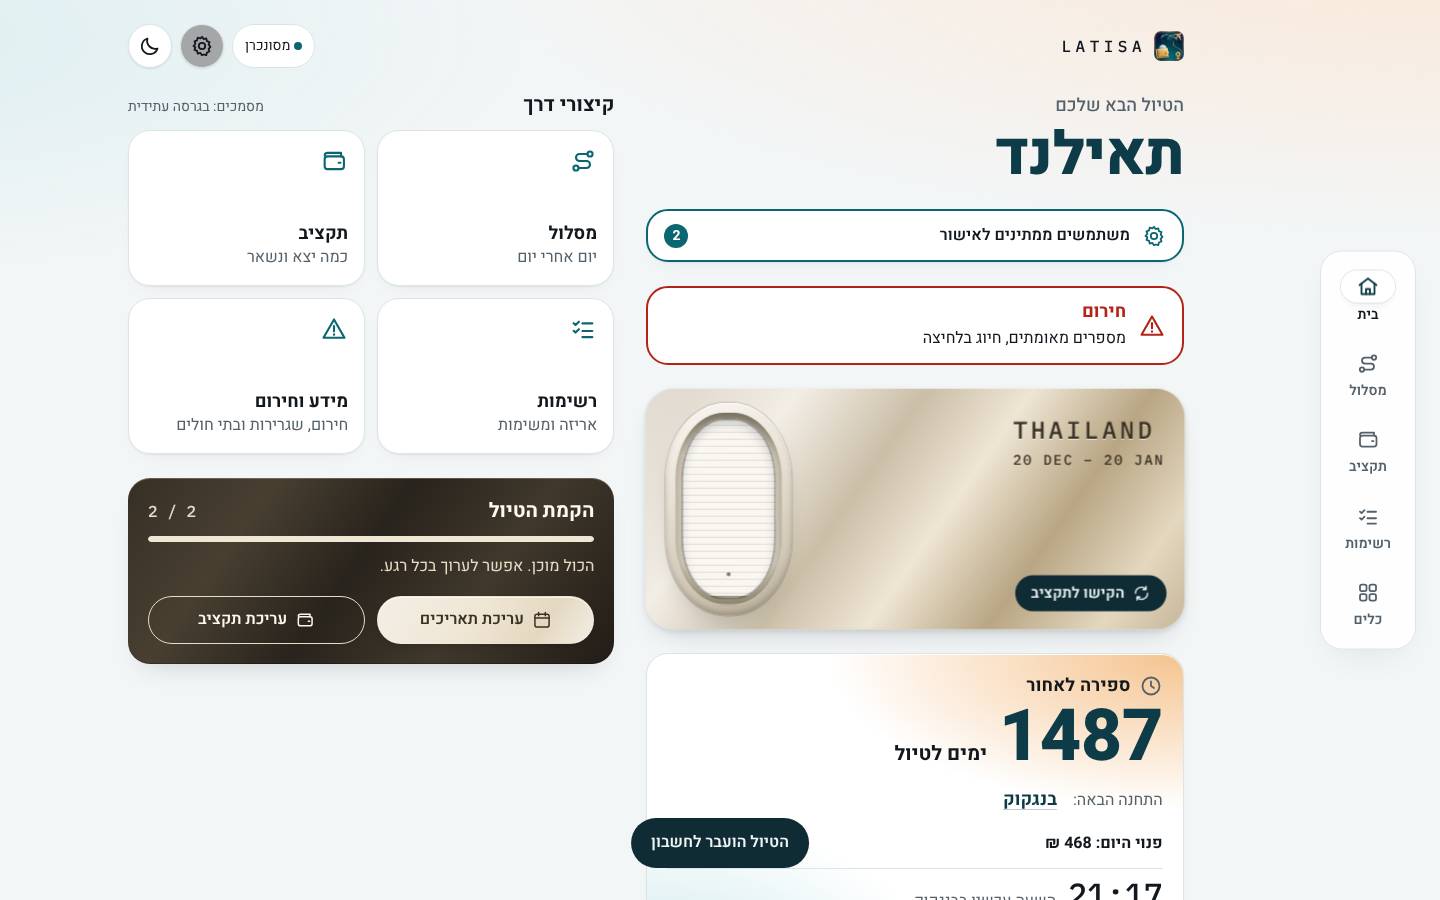 LATISA
מסונכרן
הטיול הבא שלכם
תאילנד
משתמשים ממתינים לאישור
2
חירום
מספרים מאומתים, חיוג בלחיצה
THAILAND
20 DEC – 20 JAN
הקישו לתקציב
ספירה לאחור
1487 ימים לטיול
התחנה הבאה: בנגקוק
פנוי היום: 468 ₪
הטיול הועבר לחשבון
21:17
קיצורי דרך
מסמכים: בגרסה עתידית
מסלול
יום אחרי יום
תקציב
כמה יצא ונשאר
רשימות
אריזה ומשימות
מידע וחירום
חירום, שגרירות ובתי חולים
הקמת הטיול
2 / 2
הכול מוכן. אפשר לערוך בכל רגע.
עריכת תאריכים
עריכת תקציב
בית
מסלול
תקציב
רשימות
כלים